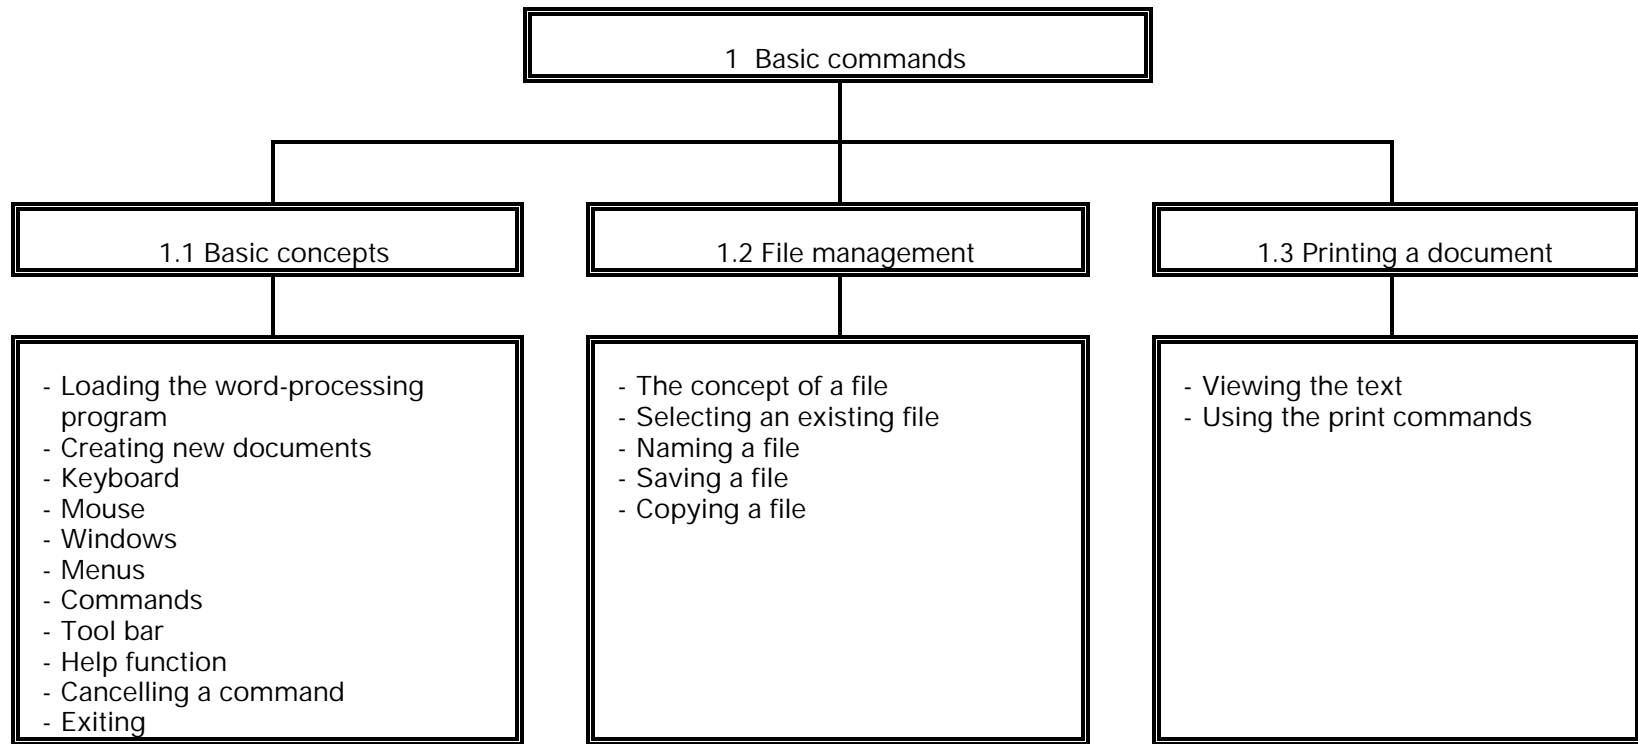 1 Basic commands
1.1 Basic concepts
1.2 File management
1.3 Printing a document
- Loading the word-processing
program
- Creating new documents
- Keyboard
- Mouse
- Windows
- Menus
- Commands
- Tool bar
- Help function
- Cancelling a command
- Exiting
- The concept of a file
- Selecting an existing file
- Naming a file
- Saving a file
- Copying a file
- Viewing the text
- Using the print commands